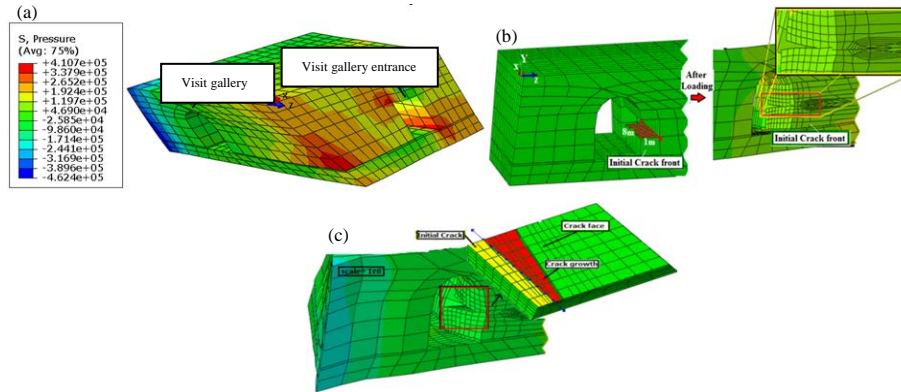 (a)
S, Pressure
(Avg: 75%)
+4.107e+05
+3.379e+05
+2.652e+05
+1.924e+05
+1.197e+05
+4.690e+04
-2.585e+04
-9.860e+04
-1.714e+05
-2.441e+05
-3.169e+05
-3.896e+05
-4.624e+05
Visit gallery
Visit gallery entrance
Z
(b)
Y
X
Z
8m
1m
Initial Crack front
After
Loading
Initial Crack front
(c)
Initial Crack
Crack face
Crack growth
scale= 1e6